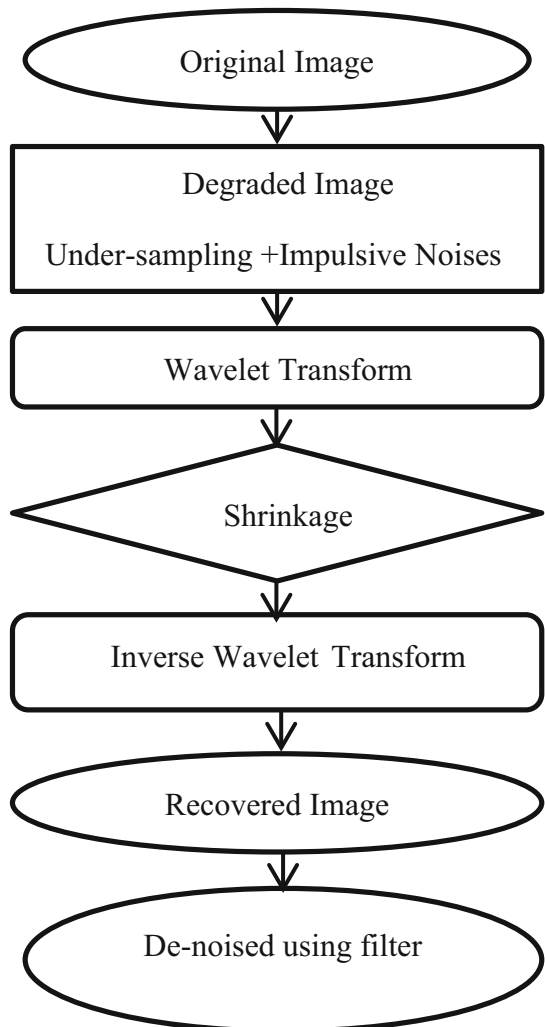 Original Image
Degraded Image
Under-sampling +Impulsive Noises
Wavelet Transform
Shrinkage
Inverse Wavelet Transform
Recovered Image
De-noised using filter